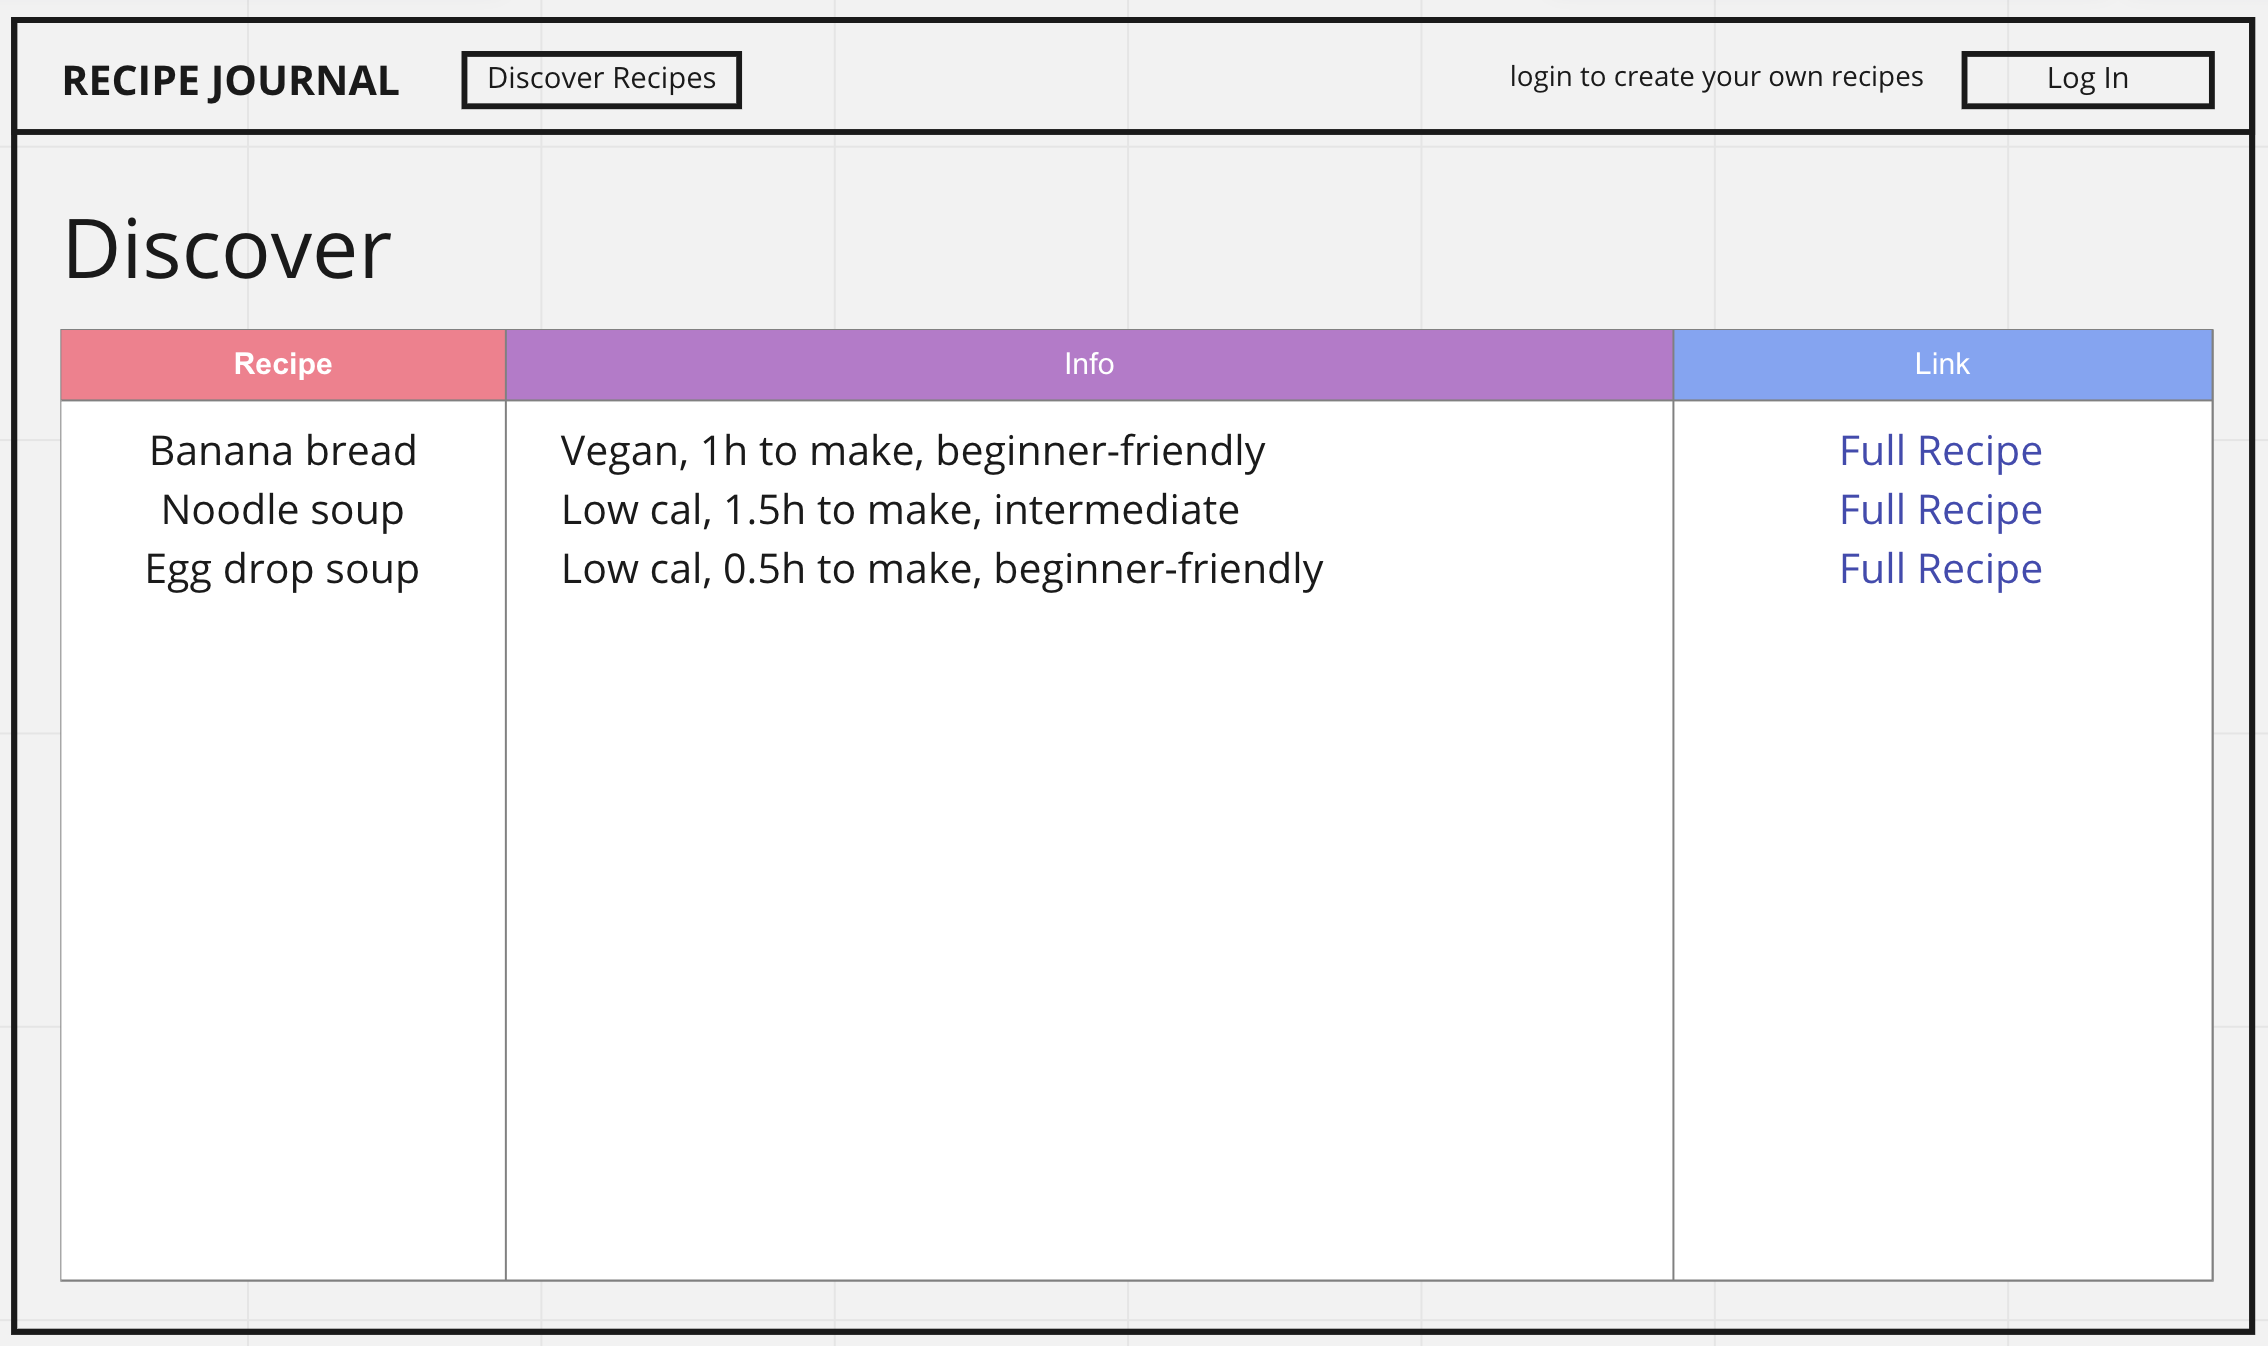 RECIPE JOURNAL Discover Recipes login to create your own recipes Log In
Discover
Recipe Info Link
Banana bread Vegan, 1h to make, beginner-friendly Full Recipe
Noodle soup Low cal, 1.5h to make, intermediate Full Recipe
Egg drop soup Low cal, 0.5h to make, beginner-friendly Full Recipe